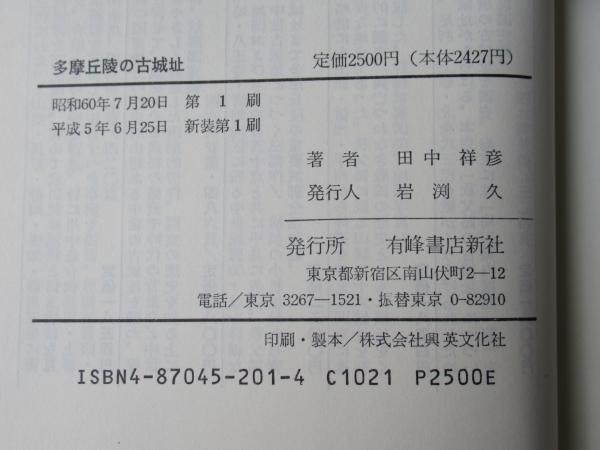 多摩丘陵の古城址 定価2500円（本体2427円）
昭和60年7月20日 第1刷
平成5年6月25日 新装第1刷
著者 田中祥彦
発行人 岩渕久
発行所 有峰書店新社
東京都新宿区南山伏町2―12
電話／東京 3267―1521・振替東京 0-82910
印刷・製本／株式会社興英文化社
ISBN4-87045-201-4 C1021 P2500E